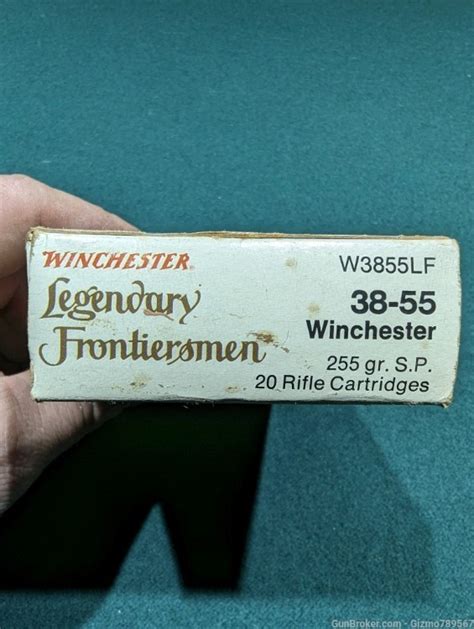 WINCHESTER
Legendary
Frontiersmen
W3855LF
38-55
Winchester
255 gr. S.P.
20 Rifle Cartridges
GunBroker.com - Gizmo789567